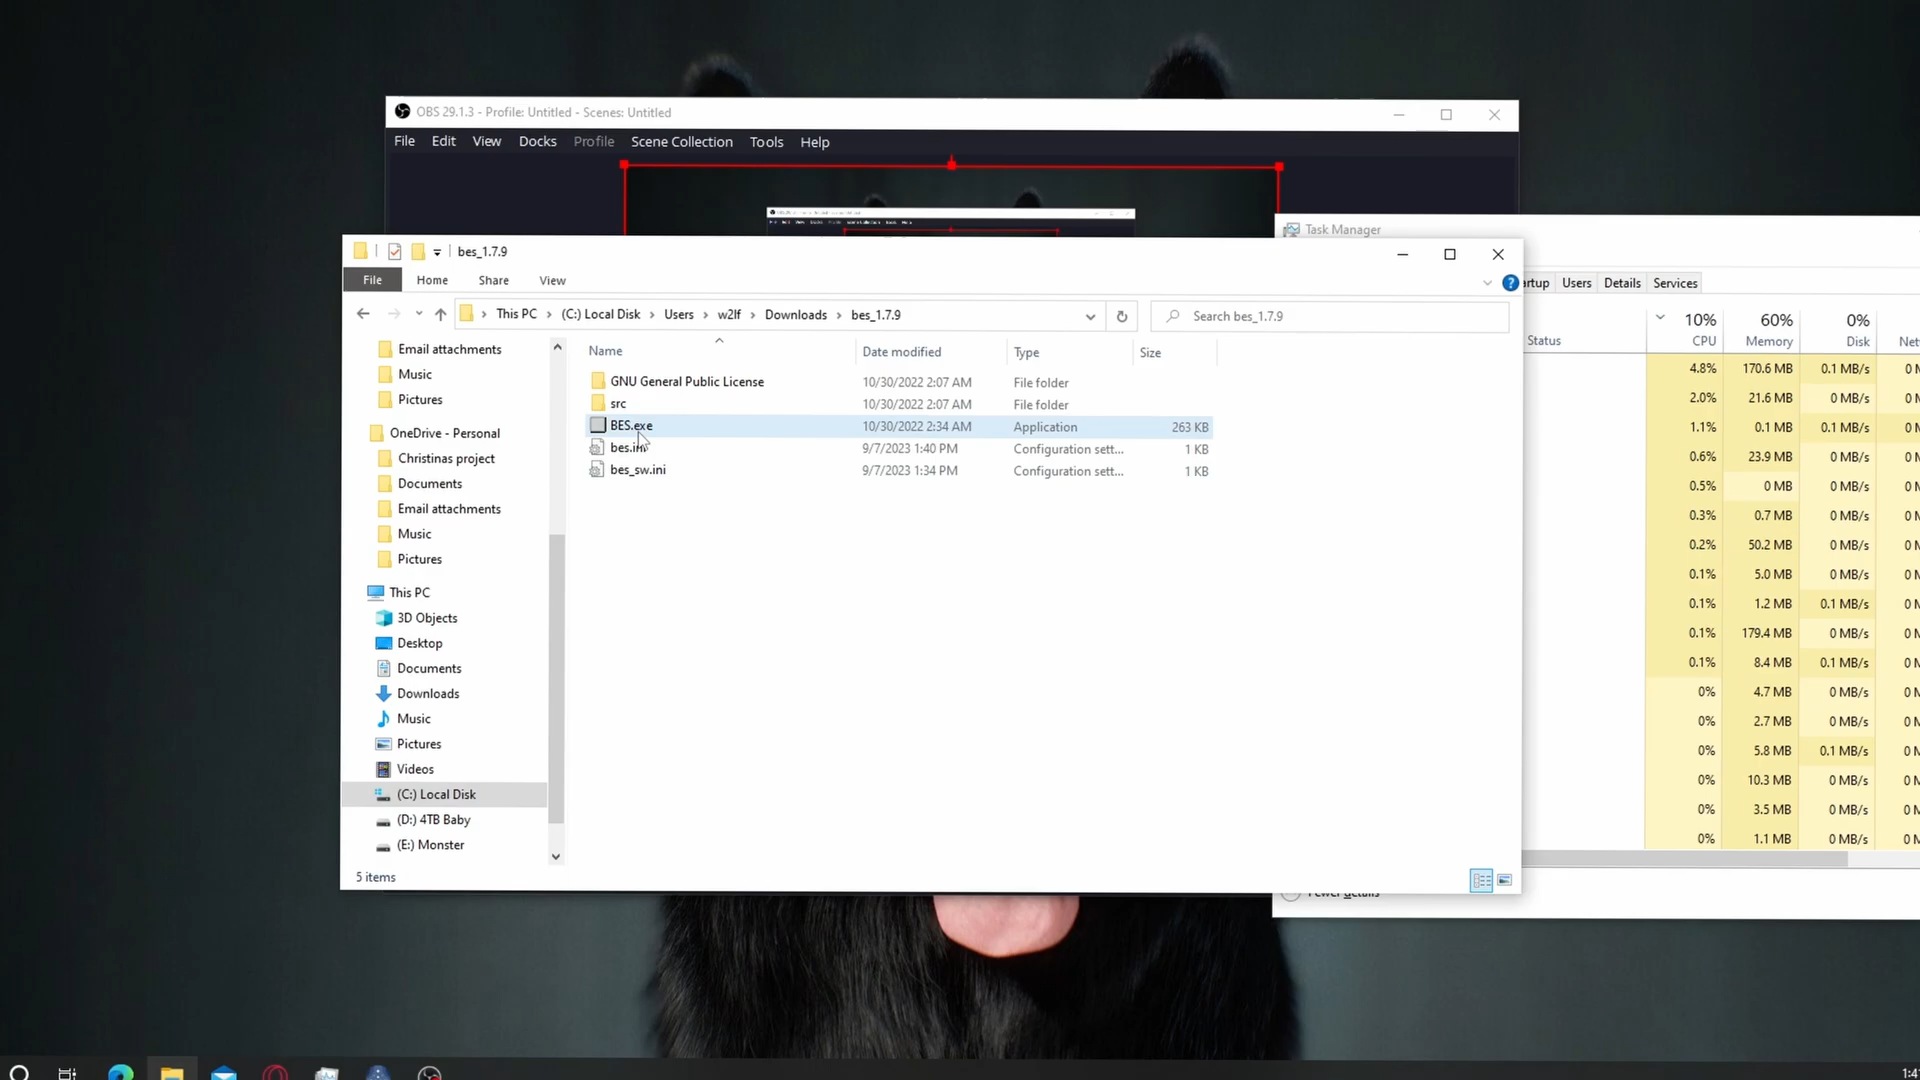 OBS 29.1.3 - Profile: Untitled - Scenes: Untitled
File Edit View Docks Profile Scene Collection Tools Help
Task Manager
bes_1.7.9
File Home Share View
rtup Users Details Services
This PC > (C:) Local Disk > Users > w2lf > Downloads > bes_1.7.9
Search bes_1.7.9
Status
10% CPU
60% Memory
0% Disk
Name Date modified Type Size
GNU General Public License 10/30/2022 2:07 AM File folder
src 10/30/2022 2:07 AM File folder
BES.exe 10/30/2022 2:34 AM Application 263 KB
bes.ini 9/7/2023 1:40 PM Configuration sett... 1 KB
bes_sw.ini 9/7/2023 1:34 PM Configuration sett... 1 KB
Email attachments
Music
Pictures
OneDrive - Personal
Christmas project
Documents
Email attachments
Music
Pictures
This PC
3D Objects
Desktop
Documents
Downloads
Music
Pictures
Videos
(C:) Local Disk
(D:) 4TB Baby
(E:) Monster
5 items
4.8% 170.6 MB 0.1 MB/s
2.0% 21.6 MB 0 MB/s
1.1% 0.1 MB 0.1 MB/s
0.6% 23.9 MB 0 MB/s
0.5% 0 MB 0 MB/s
0.3% 0.7 MB 0 MB/s
0.2% 50.2 MB 0 MB/s
0.1% 5.0 MB 0 MB/s
0.1% 1.2 MB 0.1 MB/s
0.1% 179.4 MB 0 MB/s
0.1% 8.4 MB 0.1 MB/s
0% 4.7 MB 0 MB/s
0% 2.7 MB 0 MB/s
0% 5.8 MB 0.1 MB/s
0% 10.3 MB 0 MB/s
0% 3.5 MB 0 MB/s
0% 1.1 MB 0 MB/s
Fewer details